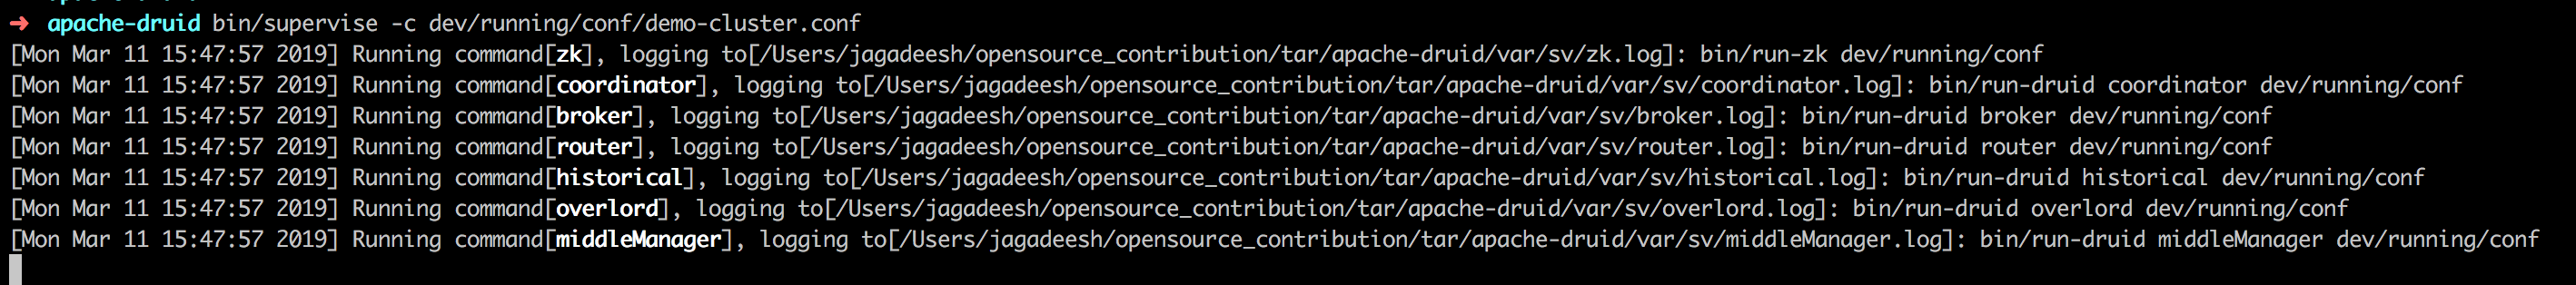 ➜ apache-druid bin/supervise -c dev/running/conf/demo-cluster.conf
[Mon Mar 11 15:47:57 2019] Running command[zk], logging to[/Users/jagadeesh/opensource_contribution/tar/apache-druid/var/sv/zk.log]: bin/run-zk dev/running/conf
[Mon Mar 11 15:47:57 2019] Running command[coordinator], logging to[/Users/jagadeesh/opensource_contribution/tar/apache-druid/var/sv/coordinator.log]: bin/run-druid coordinator dev/running/conf
[Mon Mar 11 15:47:57 2019] Running command[broker], logging to[/Users/jagadeesh/opensource_contribution/tar/apache-druid/var/sv/broker.log]: bin/run-druid broker dev/running/conf
[Mon Mar 11 15:47:57 2019] Running command[router], logging to[/Users/jagadeesh/opensource_contribution/tar/apache-druid/var/sv/router.log]: bin/run-druid router dev/running/conf
[Mon Mar 11 15:47:57 2019] Running command[historical], logging to[/Users/jagadeesh/opensource_contribution/tar/apache-druid/var/sv/historical.log]: bin/run-druid historical dev/running/conf
[Mon Mar 11 15:47:57 2019] Running command[overlord], logging to[/Users/jagadeesh/opensource_contribution/tar/apache-druid/var/sv/overlord.log]: bin/run-druid overlord dev/running/conf
[Mon Mar 11 15:47:57 2019] Running command[middleManager], logging to[/Users/jagadeesh/opensource_contribution/tar/apache-druid/var/sv/middleManager.log]: bin/run-druid middleManager dev/running/conf